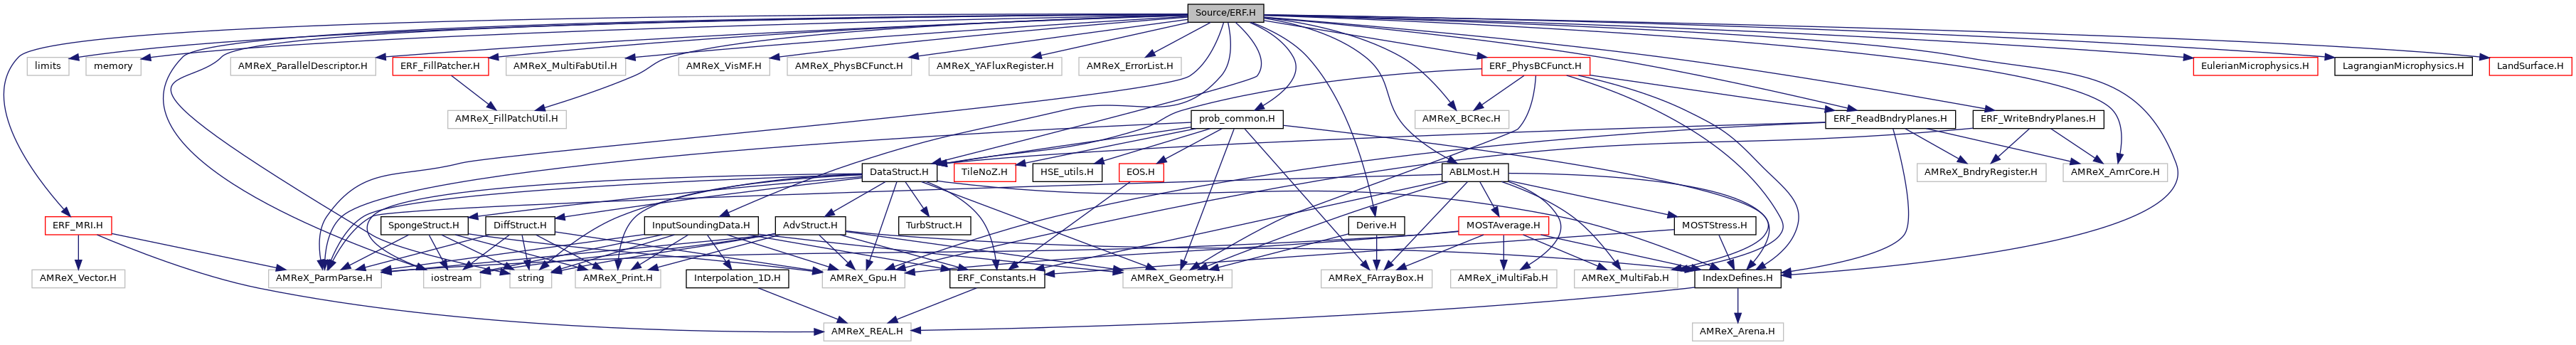 Source/ERF.H
limits
memory
AMReX_ParallelDescriptor.H
ERF_FillPatcher.H
AMReX_MultiFabUtil.H
AMReX_VisMF.H
AMReX_PhysBCFunct.H
AMReX_YAFluxRegister.H
AMReX_ErrorList.H
ERF_PhysBCFunct.H
EulerianMicrophysics.H
LagrangianMicrophysics.H
LandSurface.H
AMReX_FillPatchUtil.H
prob_common.H
AMReX_BCRec.H
ERF_ReadBndryPlanes.H
ERF_WriteBndryPlanes.H
DataStruct.H
TileNoZ.H
HSE_utils.H
EOS.H
ABLMost.H
AMReX_BndryRegister.H
AMReX_AmrCore.H
ERF_MRI.H
SpongeStruct.H
DiffStruct.H
InputSoundingData.H
AdvStruct.H
TurbStruct.H
Derive.H
MOSTAverage.H
MOSTStress.H
AMReX_Vector.H
AMReX_ParmParse.H
iostream
string
AMReX_Print.H
Interpolation_1D.H
AMReX_Gpu.H
ERF_Constants.H
AMReX_Geometry.H
AMReX_FArrayBox.H
AMReX_iMultiFab.H
AMReX_MultiFab.H
IndexDefines.H
AMReX_REAL.H
AMReX_Arena.H